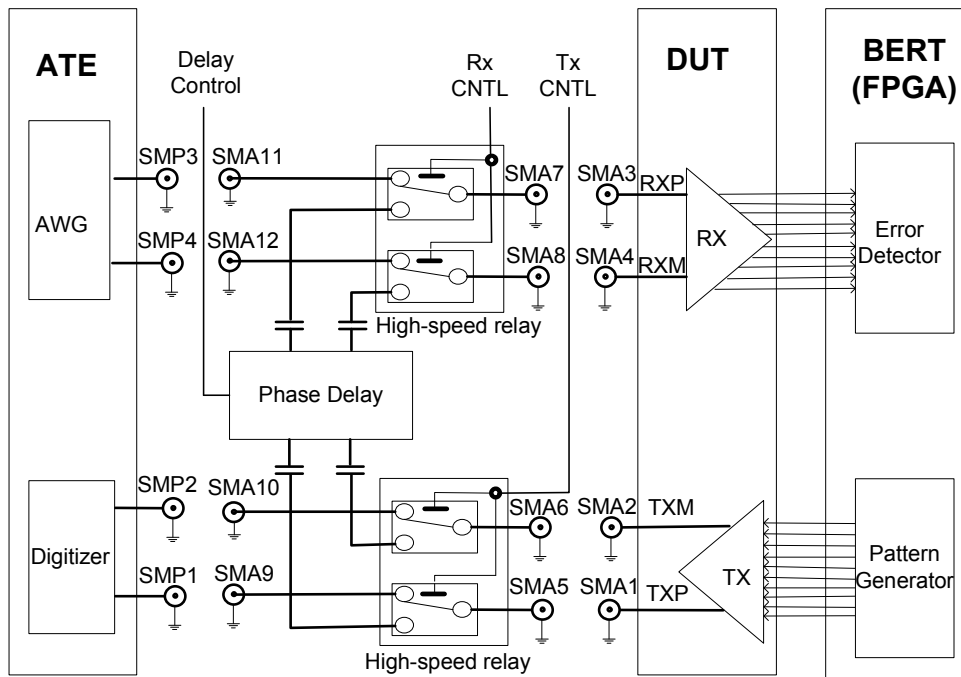 ATE
Delay
Control
Rx
CNTL
Tx
CNTL
DUT
BERT
(FPGA)
AWG
SMP3
SMA11
SMA7
SMA3
RXP
SMP4
SMA12
SMA8
SMA4
RXM
RX
Error
Detector
High-speed relay
Phase Delay
Digitizer
SMP2
SMA10
SMA6
SMA2
TXM
SMP1
SMA9
SMA5
SMA1
TXP
TX
Pattern
Generator
High-speed relay